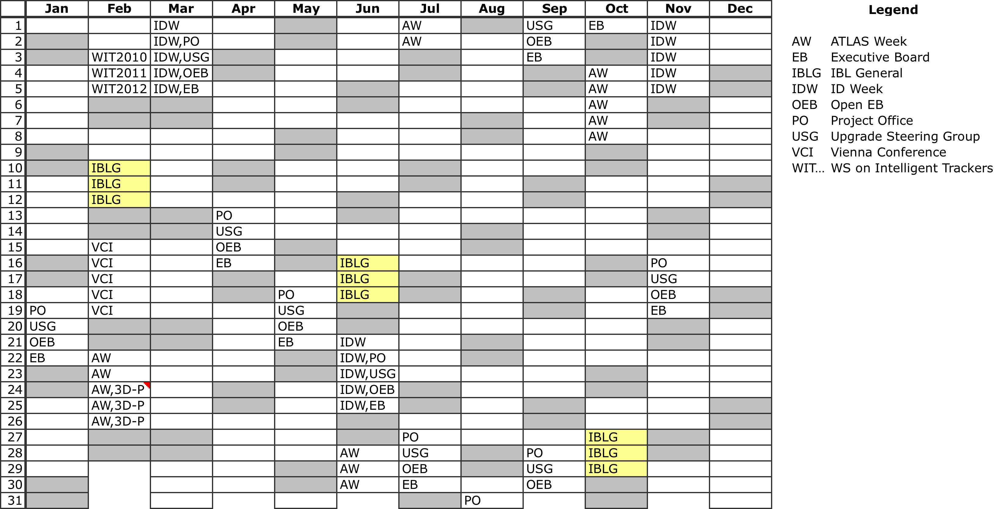 Jan Feb Mar Apr May Jun Jul Aug Sep Oct Nov Dec Legend
1 IDW AW USG EB IDW
2 IDW,PO AW OEB IDW AW ATLAS Week
3 WIT2010 IDW,USG EB IDW EB Executive Board
4 WIT2011 IDW,OEB AW IDW IBLG IBL General
5 WIT2012 IDW,EB AW IDW IDW ID Week
6 AW OEB Open EB
7 AW PO Project Office
8 AW USG Upgrade Steering Group
9 VCI Vienna Conference
10 IBLG WIT... WS on Intelligent Trackers
11 IBLG
12 IBLG
13 PO
14 USG
15 VCI OEB
16 VCI EB IBLG PO
17 VCI IBLG USG
18 VCI PO IBLG OEB
19 PO VCI USG EB
20 USG OEB
21 OEB EB IDW
22 EB AW IDW,PO
23 AW IDW,USG
24 AW,3D-P IDW,OEB
25 AW,3D-P IDW,EB
26 AW,3D-P
27 PO IBLG
28 AW USG PO IBLG
29 AW OEB USG IBLG
30 AW EB OEB
31 PO